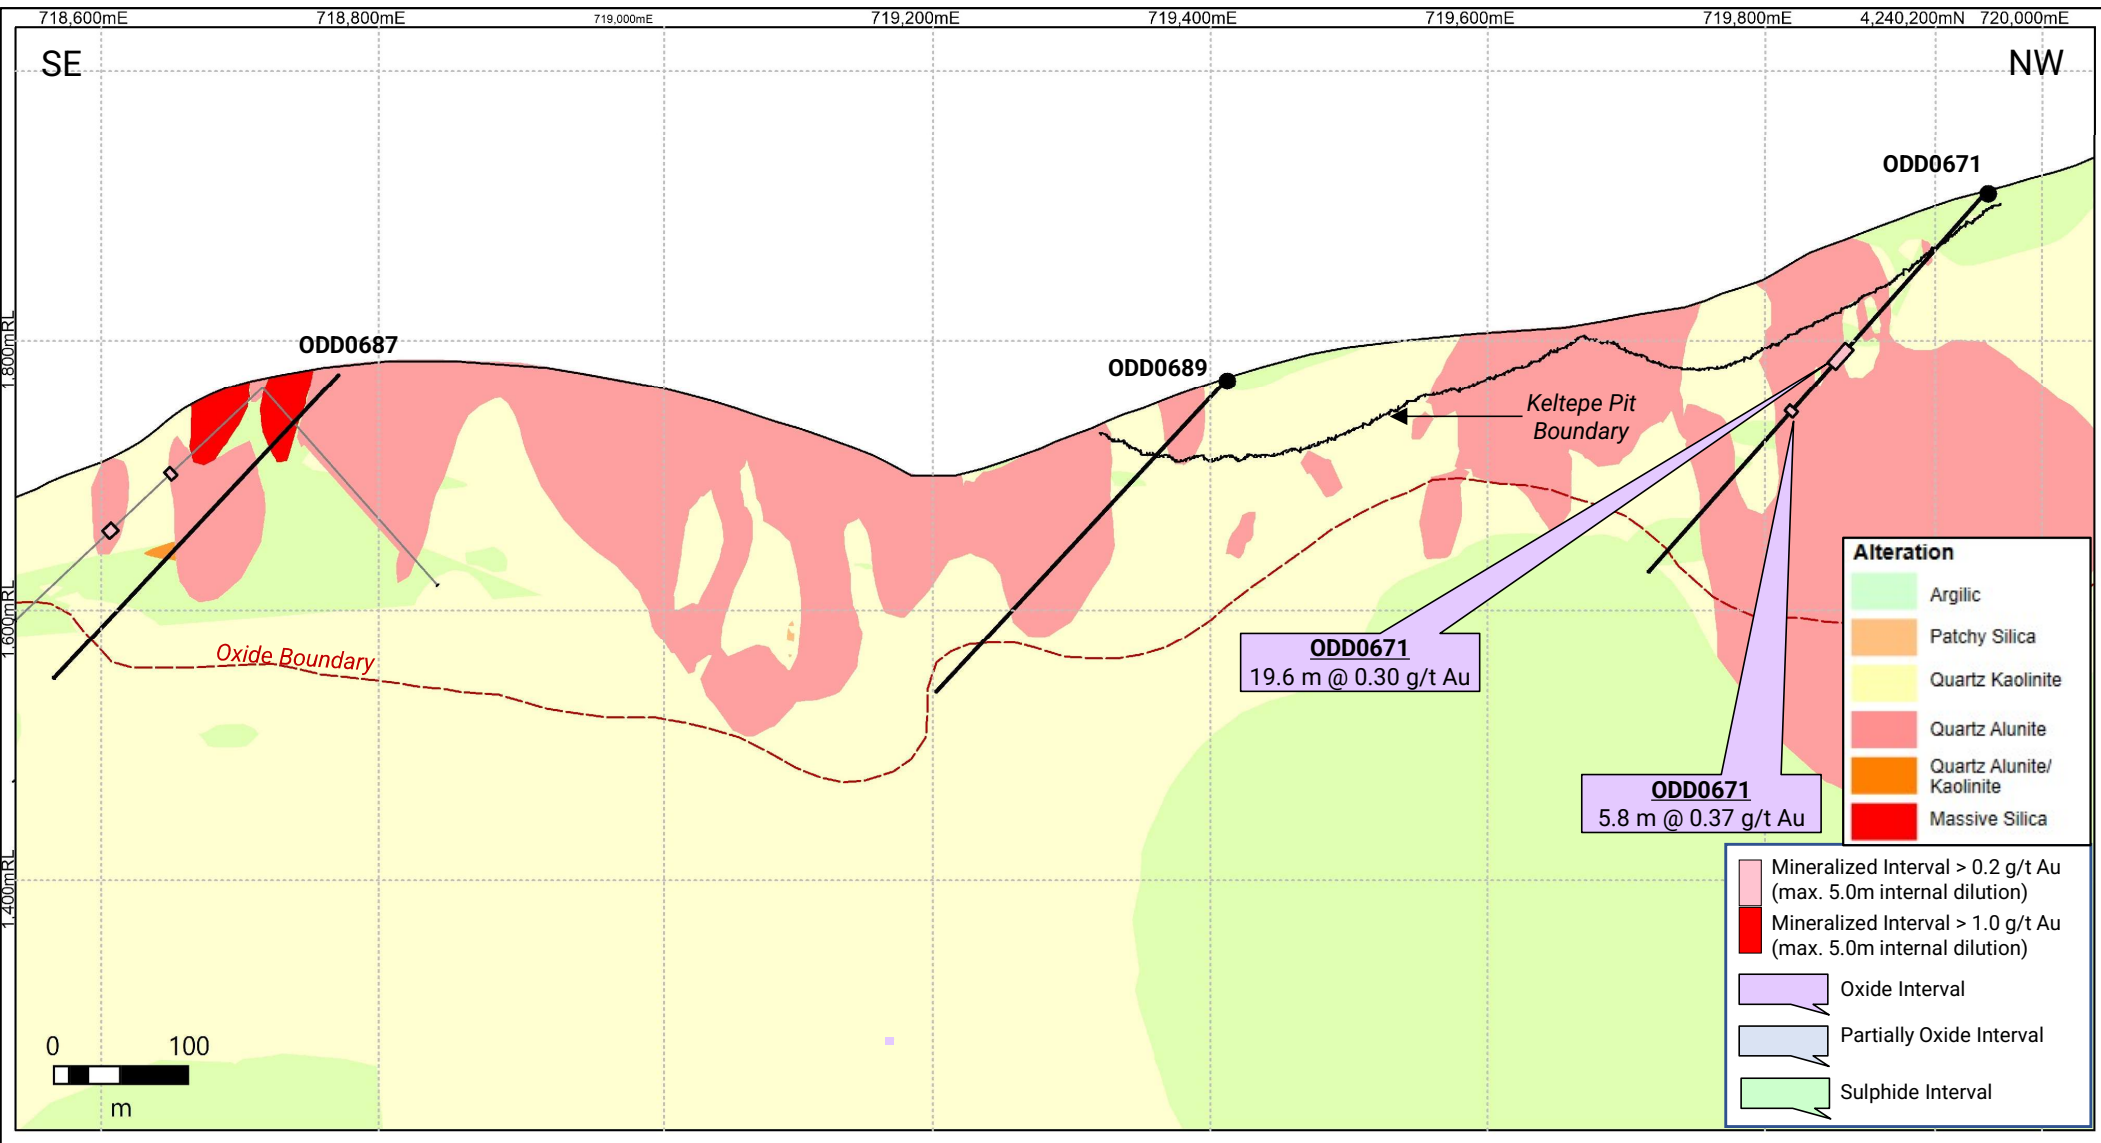 718,600mE 718,800mE 719,000mE 719,200mE 719,400mE 719,600mE 719,800mE 4,240,200mN 720,000mE
SE
NW
ODD0671
1,800mRL
ODD0687
ODD0689
Keltepe Pit
Boundary
1,600mRL
Oxide Boundary
ODD0671
19.6 m @ 0.30 g/t Au
ODD0671
5.8 m @ 0.37 g/t Au
1,400mRL
Alteration
Argilic
Patchy Silica
Quartz Kaolinite
Quartz Alunite
Quartz Alunite/
Kaolinite
Massive Silica
Mineralized Interval > 0.2 g/t Au
(max. 5.0m internal dilution)
Mineralized Interval > 1.0 g/t Au
(max. 5.0m internal dilution)
Oxide Interval
Partially Oxide Interval
Sulphide Interval
0 100
m